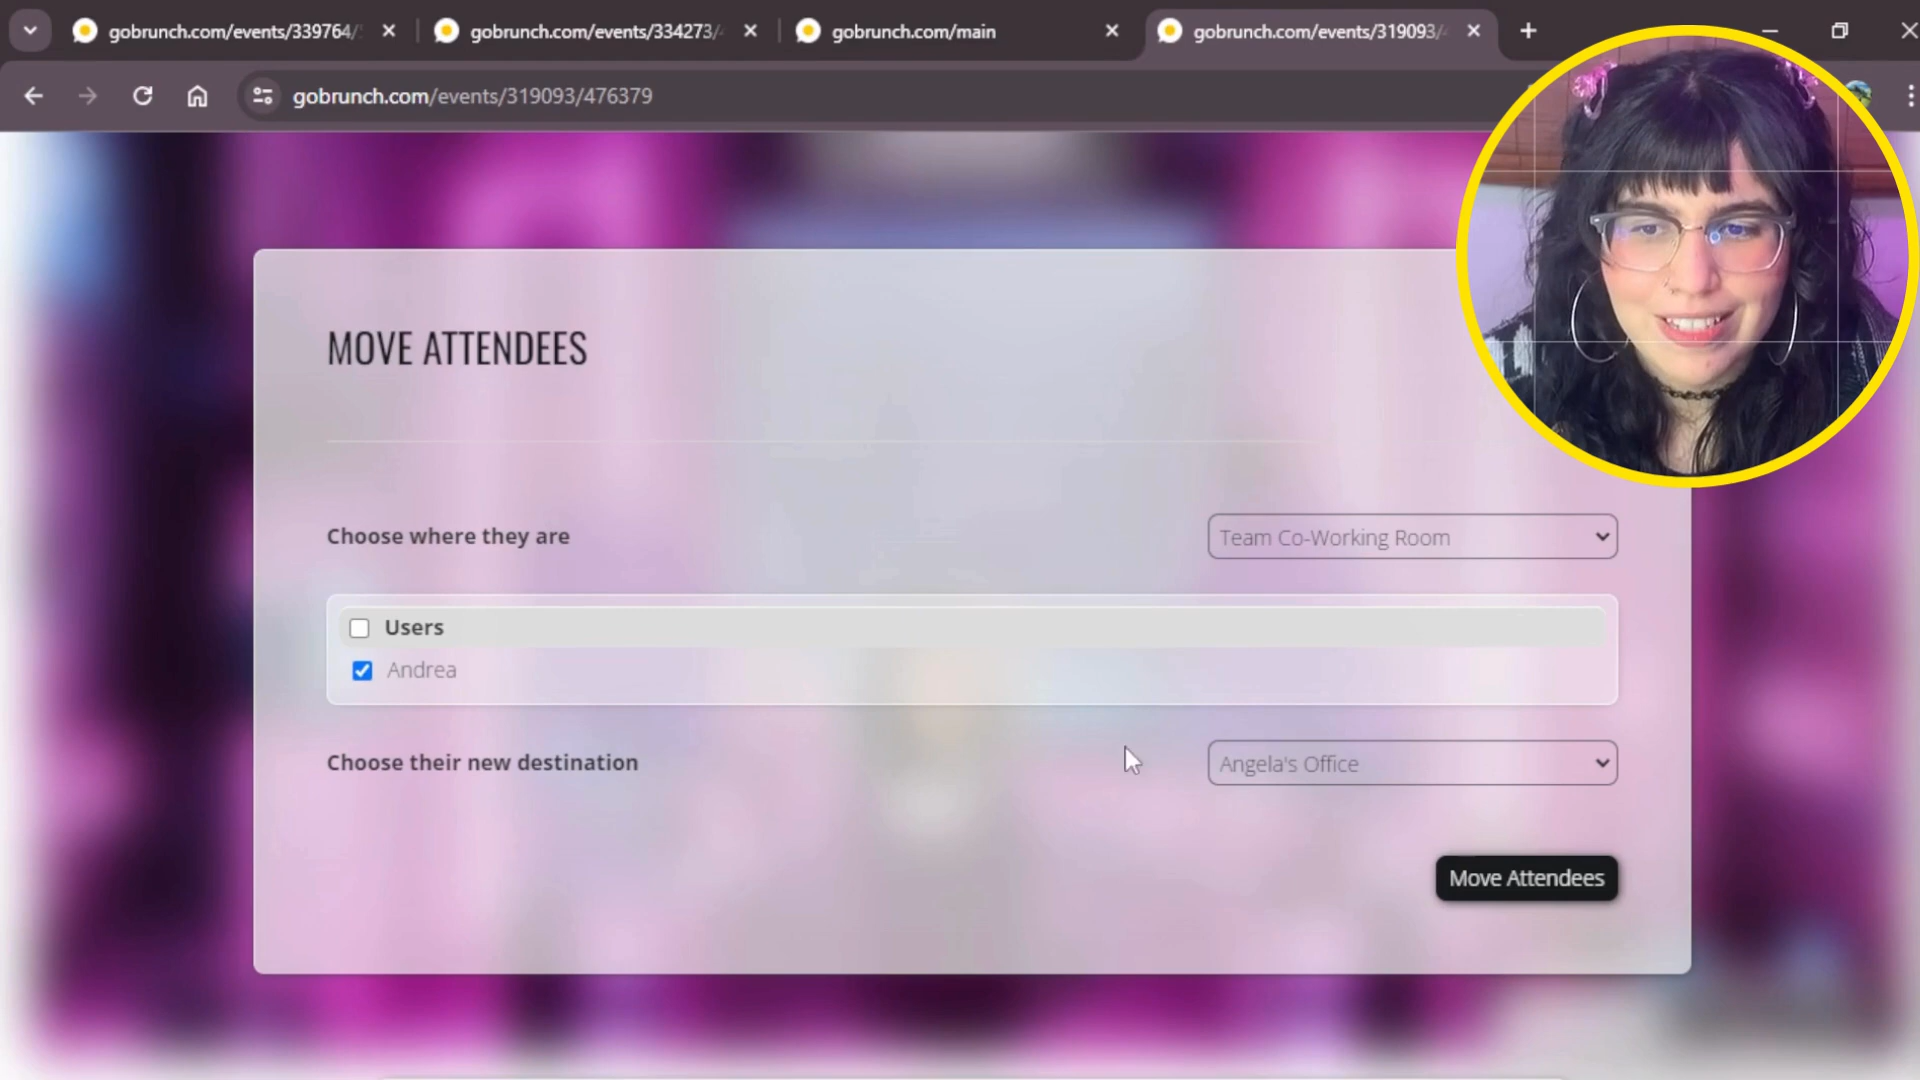 gobrunch.com/events/339764/
gobrunch.com/events/334273/
gobrunch.com/main
gobrunch.com/events/319093/
gobrunch.com/events/319093/476379
MOVE ATTENDEES
Choose where they are
Team Co-Working Room
Users
Andrea
Choose their new destination
Angela's Office
Move Attendees